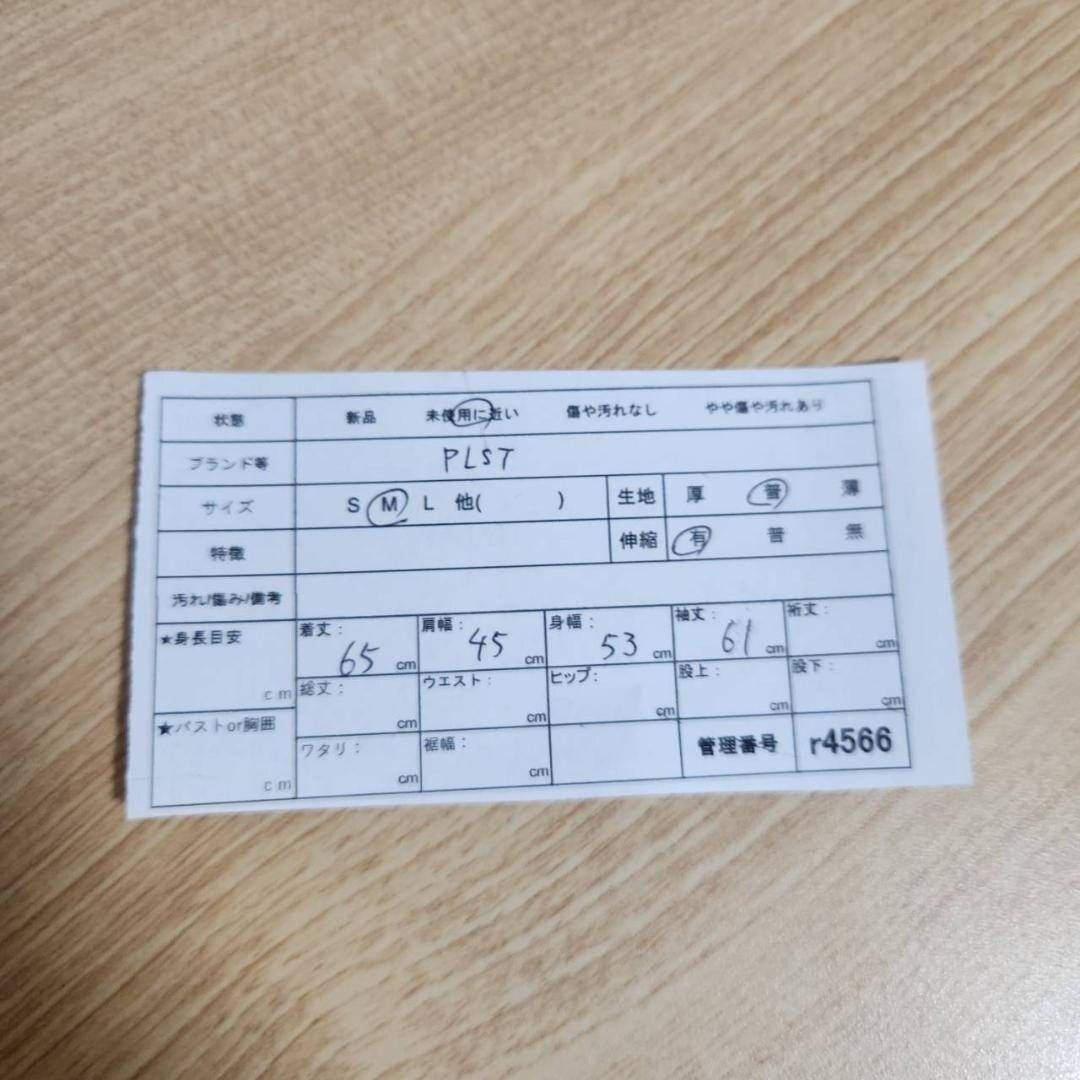 状態 新品 未使用に近い 傷や汚れなし やや傷や汚れあり
ブランド等 PLST
サイズ S M L 他( ) 生地 厚 普 薄
特徴 伸縮 有 普 無
汚れ/傷み/備考
★身長目安 cm 着丈: 65 cm 肩幅: 45 cm 身幅: 53 cm 袖丈: 61 cm 裄丈: cm
総丈: cm ウエスト: cm ヒップ: cm 股上: cm 股下: cm
★バストor胸囲 cm ワタリ: cm 裾幅: cm 管理番号 r4566